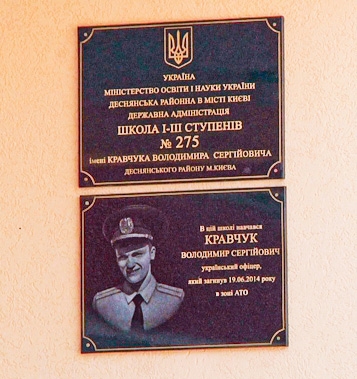 УКРАЇНА
МІНІСТЕРСТВО ОСВІТИ І НАУКИ УКРАЇНИ
ДЕСНЯНСЬКА РАЙОННА В МІСТІ КИЄВІ
ДЕРЖАВНА АДМІНІСТРАЦІЯ
ШКОЛА І-ІІІ СТУПЕНІВ
№ 275
імені КРАВЧУКА ВОЛОДИМИРА СЕРГІЙОВИЧА
ДЕСНЯНСЬКОГО РАЙОНУ М.КИЄВА
В цій школі навчався
КРАВЧУК
ВОЛОДИМИР СЕРГІЙОВИЧ
український офіцер,
який загинув 19.06.2014 року
в зоні АТО